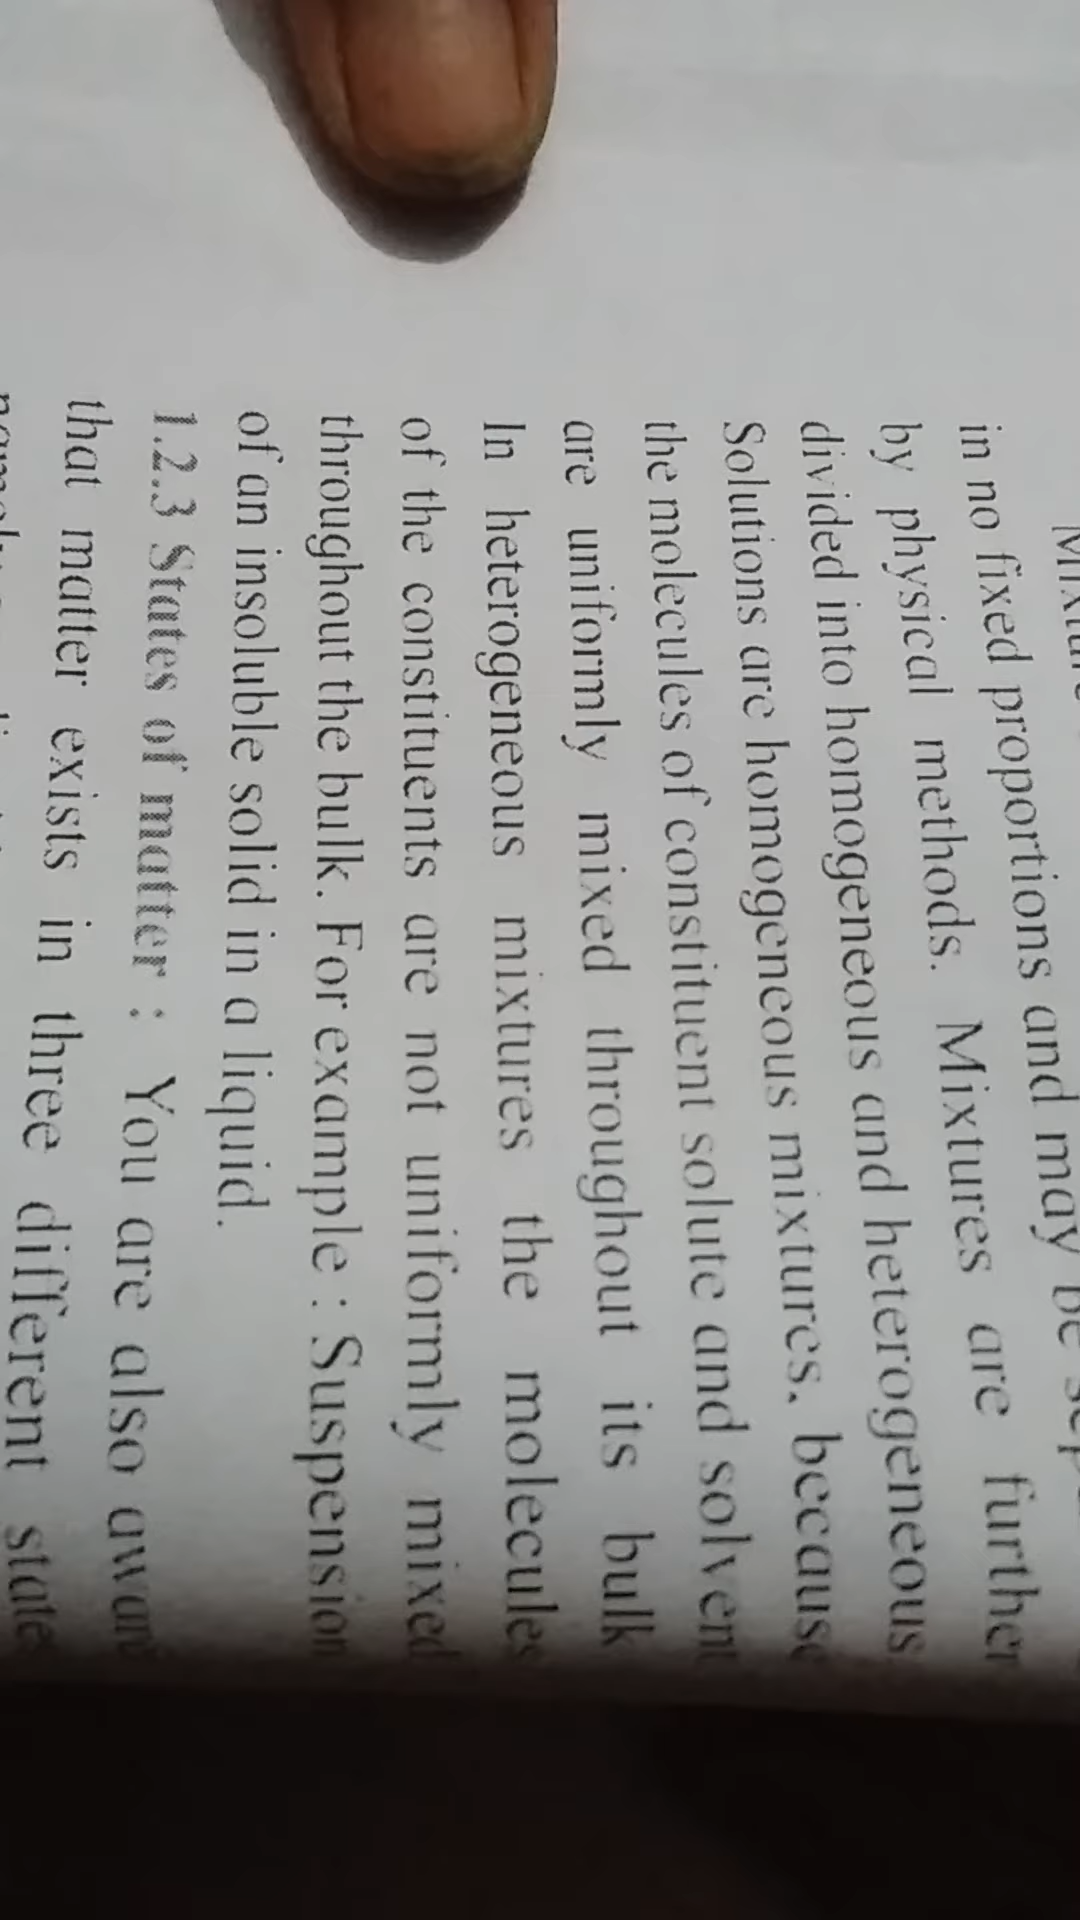 in no fixed proportions and may be
by physical methods. Mixtures are further
divided into homogeneous and heterogeneous
Solutions are homogeneous mixtures, because
the molecules of constituent solute and solvent
are uniformly mixed throughout its bulk
In heterogeneous mixtures the molecules
of the constituents are not uniformly mixed
throughout the bulk. For example : Suspension
of an insoluble solid in a liquid.
1.2.3 States of matter : You are also aware
that matter exists in three different states